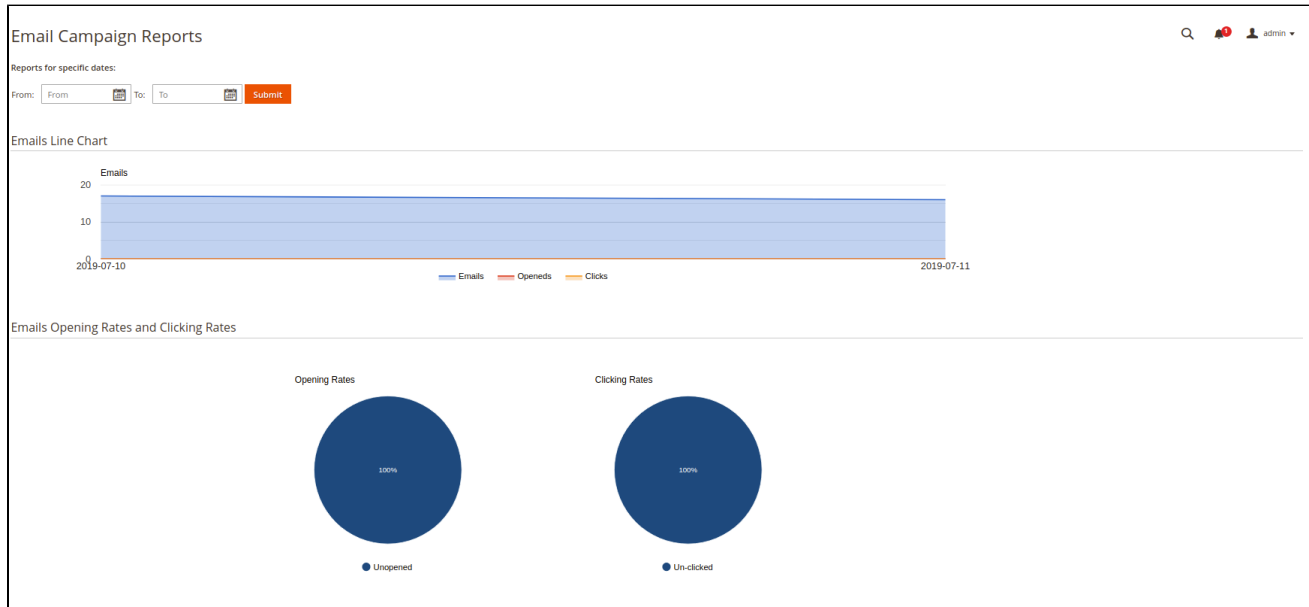 Email Campaign Reports
1
admin
Reports for specific dates:
From: From To: To Submit
Emails Line Chart
Emails
20
10
0
2019-07-10 2019-07-11
Emails Openeds Clicks
Emails Opening Rates and Clicking Rates
Opening Rates Clicking Rates
100% 100%
Unopened Un-clicked